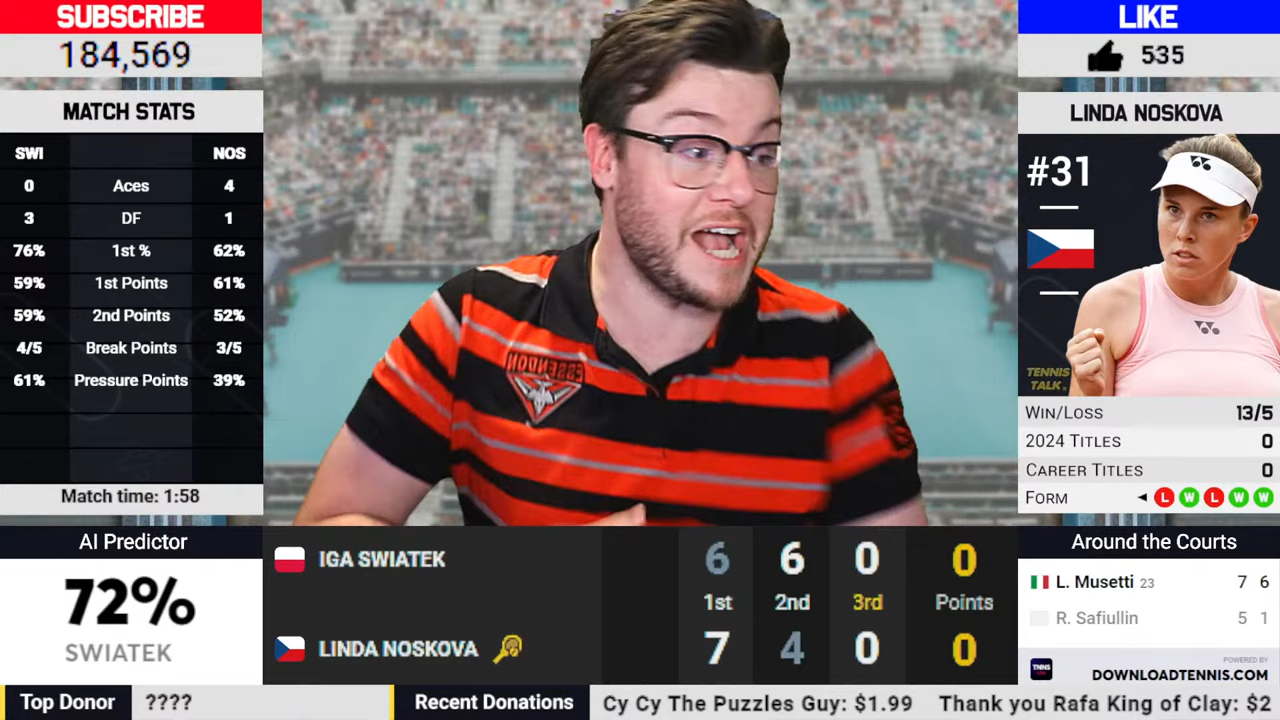 SUBSCRIBE
184,569
MATCH STATS
SWI NOS
0 Aces 4
3 DF 1
76% 1st % 62%
59% 1st Points 61%
59% 2nd Points 52%
4/5 Break Points 3/5
61% Pressure Points 39%
Match time: 1:58
AI Predictor
72%
SWIATEK
ESSENDON
LIKE
535
LINDA NOSKOVA
#31
TENNIS
TALK
WIN/LOSS 13/5
2024 TITLES 0
CAREER TITLES 0
FORM L W L W W
IGA SWIATEK 6 6 0 0
1st 2nd 3rd Points
LINDA NOSKOVA 7 4 0 0
Around the Courts
L. Musetti 23 7 6
R. Safiullin 5 1
POWERED BY
TNNS DOWNLOADTENNIS.COM
Top Donor ???? Recent Donations Cy Cy The Puzzles Guy: $1.99 Thank you Rafa King of Clay: $2